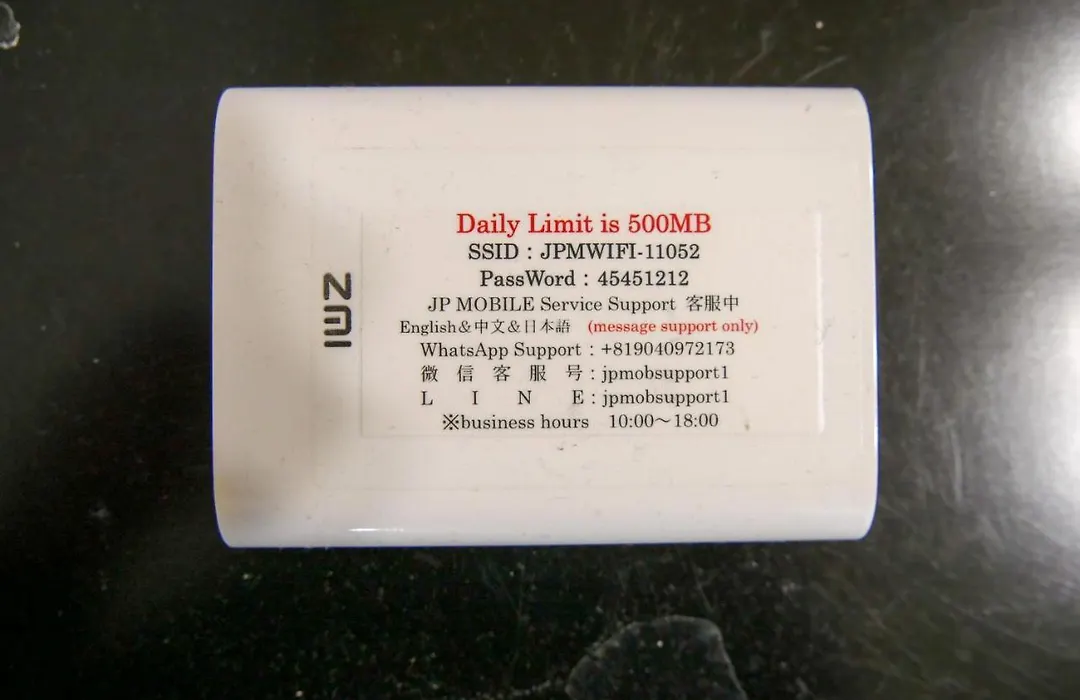 Daily Limit is 500MB
SSID : JPMWIFI-11052
PassWord : 45451212
JP MOBILE Service Support 客服中
English&中文&日本語 (message support only)
WhatsApp Support : +819040972173
微信客服号 : jpmobsupport1
LINE : jpmobsupport1
※business hours 10:00〜18:00
ZMI